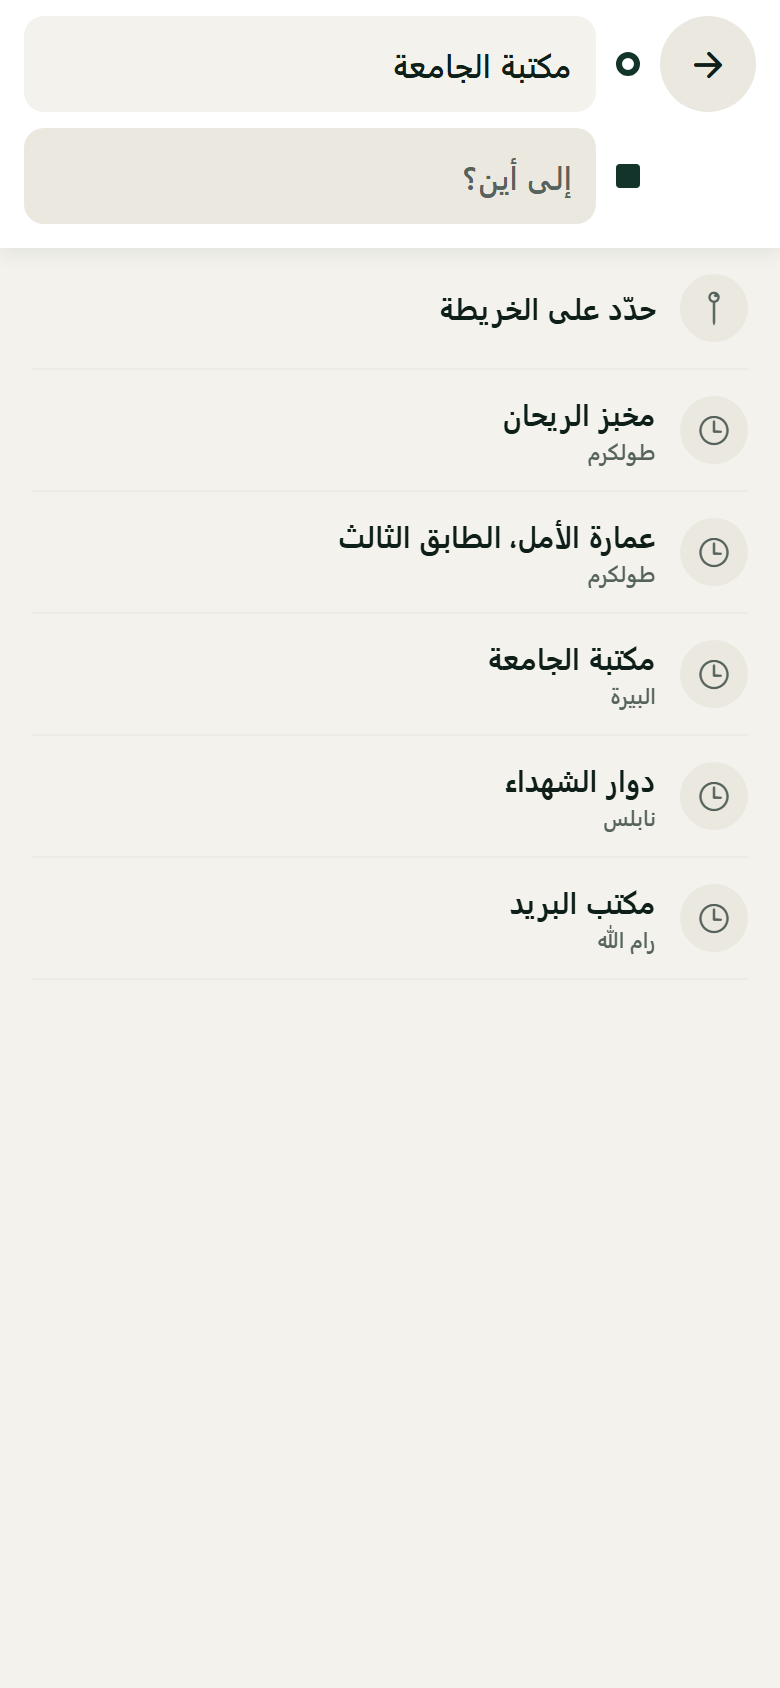 مكتبة الجامعة
إلى أين؟
حدّد على الخريطة
مخبز الريحان
طولكرم
عمارة الأمل، الطابق الثالث
طولكرم
مكتبة الجامعة
البيرة
دوار الشهداء
نابلس
مكتب البريد
رام الله